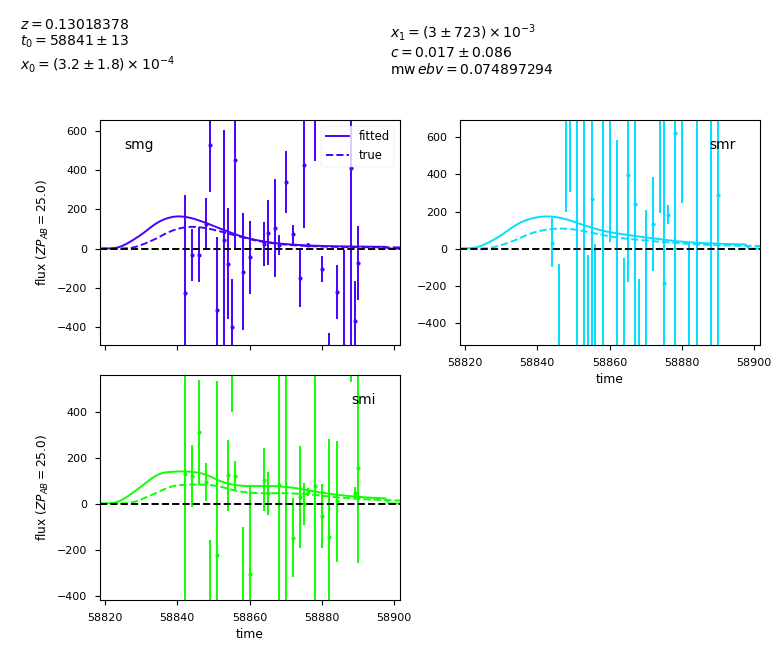 z = 0.13018378
t₀ = 58841 ± 13
x₀ = (3.2 ± 1.8) × 10⁻⁴
x₁ = (3 ± 723) × 10⁻³
c = 0.017 ± 0.086
mw ebv = 0.074897294
smg
fitted
true
600
400
200
0
−200
−400
flux (ZP_AB = 25.0)
smr
600
400
200
0
−200
−400
58820 58840 58860 58880 58900
time
smi
400
200
0
−200
−400
flux (ZP_AB = 25.0)
58820 58840 58860 58880 58900
time